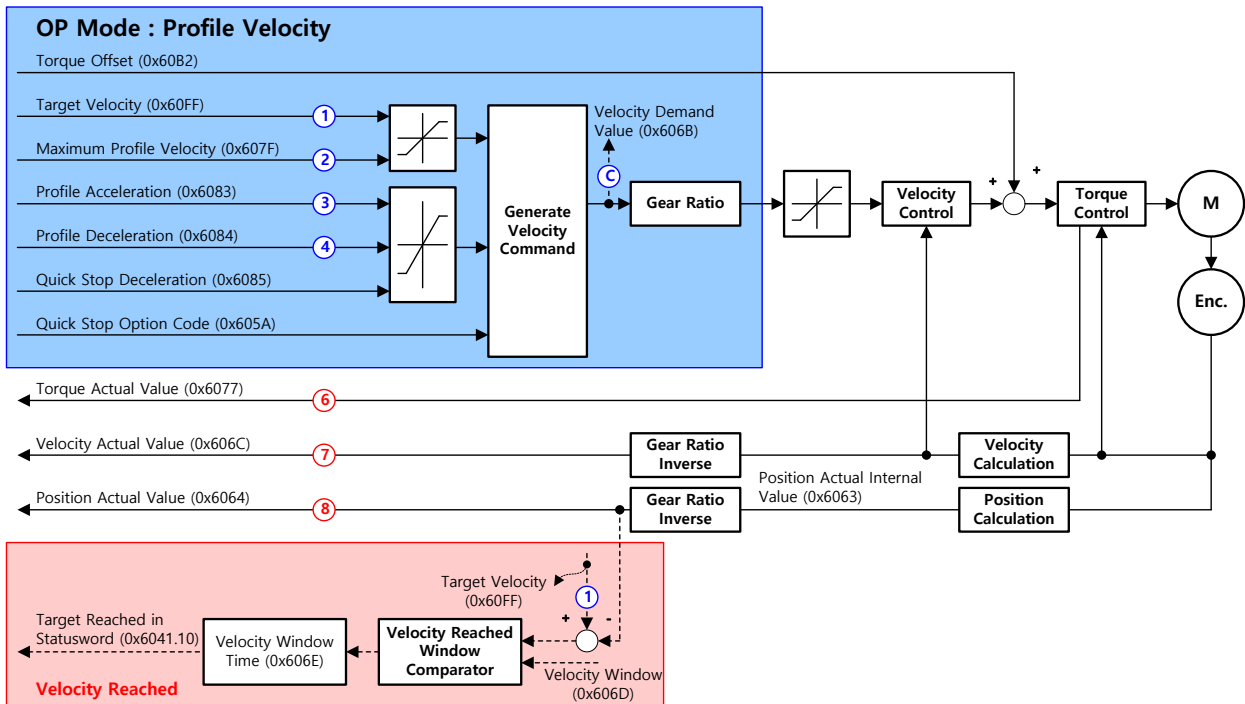 OP Mode : Profile Velocity
Torque Offset (0x60B2)
Target Velocity (0x60FF)
1
Maximum Profile Velocity (0x607F)
2
Profile Acceleration (0x6083)
3
Profile Deceleration (0x6084)
4
Quick Stop Deceleration (0x6085)
Quick Stop Option Code (0x605A)
Generate
Velocity
Command
Velocity Demand
Value (0x606B)
C
Gear Ratio
Velocity
Control
+
+
Torque
Control
M
Enc.
Torque Actual Value (0x6077)
6
Velocity Actual Value (0x606C)
7
Gear Ratio
Inverse
Velocity
Calculation
Position Actual Value (0x6064)
8
Gear Ratio
Inverse
Position Actual Internal
Value (0x6063)
Position
Calculation
Target Velocity
(0x60FF)
1
+
-
Target Reached in
Statusword (0x6041.10)
Velocity Window
Time (0x606E)
Velocity Reached
Window
Comparator
Velocity Window
(0x606D)
Velocity Reached